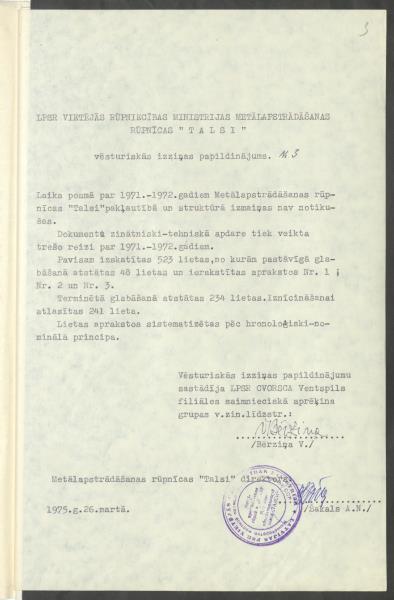 3
LPSR VIETĒJĀS RŪPNIECĪBAS MINISTRIJAS METĀLAPSTRĀDĀŠANAS
RŪPNĪCAS " T A L S I "
vēsturiskās izziņas papildinājums. N 3
Laika posmā par 1971.-1972.gadiem Metālapstrādāšanas rūp-
nīcas "Talsi" pakļautībā un struktūrā izmaiņas nav notiku-
šas.
Dokumentu zinātniski-tehniskā apdare tiek veikta
trešo reizi par 1971.-1972.gadiem.
Pavisam izskatītas 523 lietas,no kurām pastāvīgā gla-
bāšanā atstātas 48 lietas un ierakstītas aprakstos Nr. 1 ;
Nr. 2 un Nr. 3.
Terminētā glabāšanā atstātas 234 lietas.Iznīcināšanai
atlasītas 241 lieta.
Lietas aprakstos sistematizētas pēc hronoloģiski-no-
minālā principa.
Vēsturiskās izziņas papildinājumu
sastādīja LPSR CVORSCA Ventspils
filiāles saimnieciskā aprēķina
grupas v.zin.līdzstr.:
VBērziņa
/Bērziņa V./
Metālapstrādāšanas rūpnīcas "Talsi" direktors
/Šakals A.N./
1975.g.26.martā.